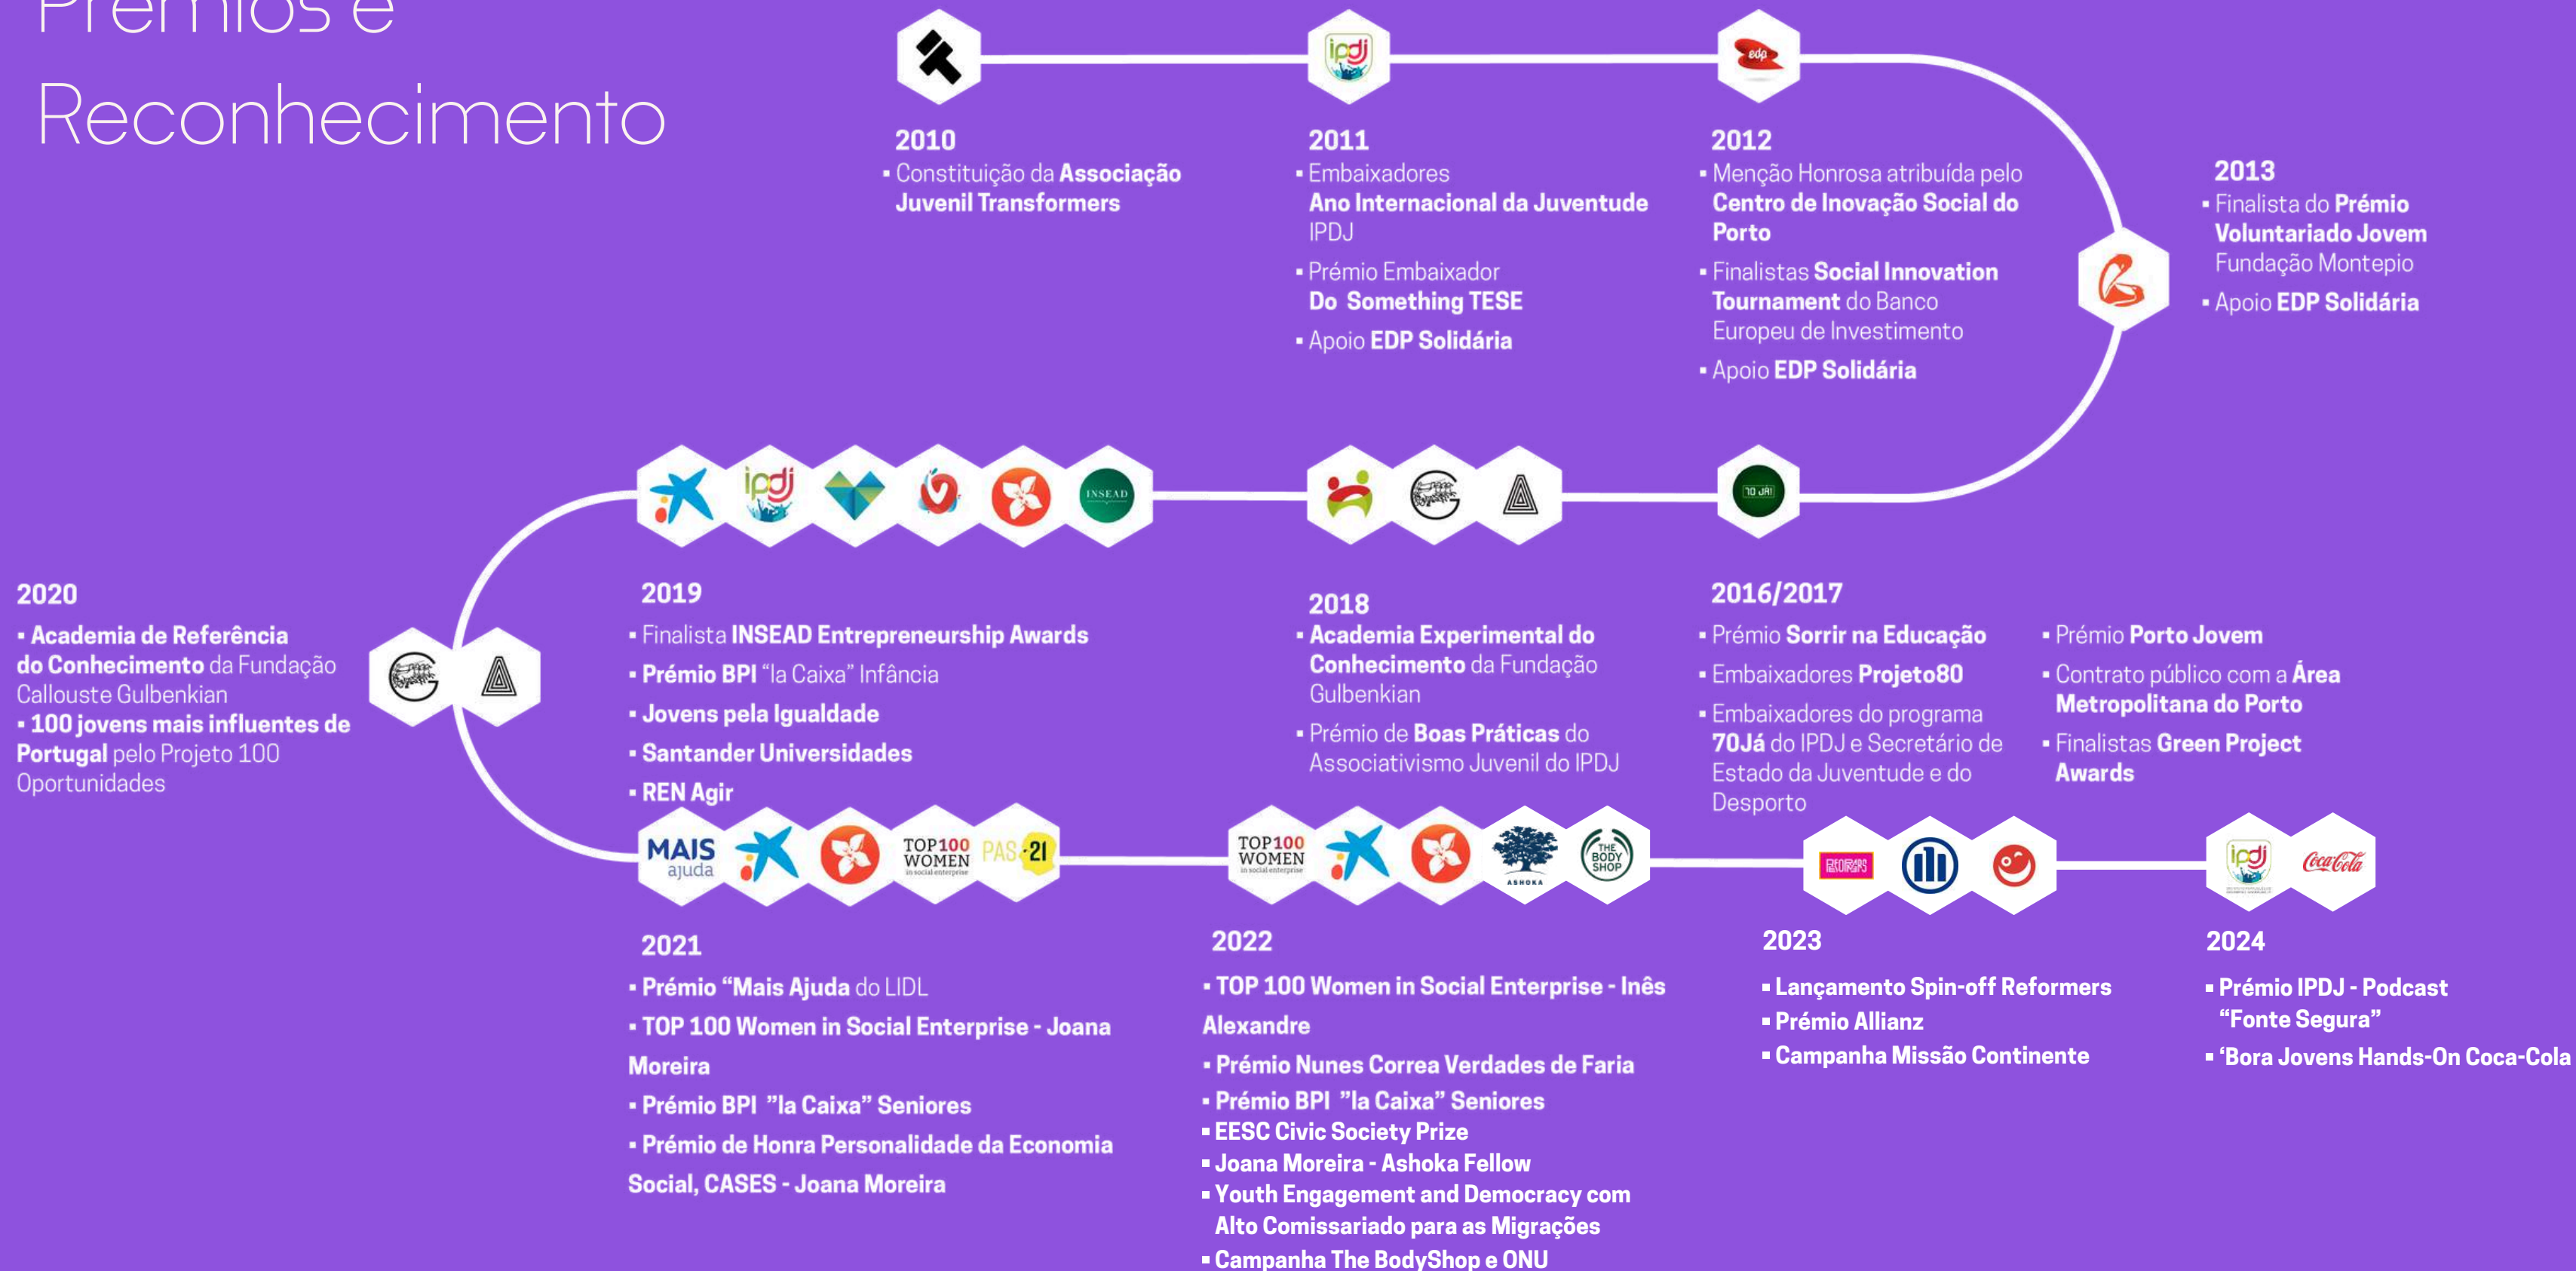 Prémios e
Reconhecimento
ipdj
edp
2010
▪ Constituição da Associação
Juvenil Transformers
2011
▪ Embaixadores
Ano Internacional da Juventude
IPDJ
▪ Prémio Embaixador
Do Something TESE
▪ Apoio EDP Solidária
2012
▪ Menção Honrosa atribuída pelo
Centro de Inovação Social do
Porto
▪ Finalistas Social Innovation
Tournament do Banco
Europeu de Investimento
▪ Apoio EDP Solidária
2013
▪ Finalista do Prémio
Voluntariado Jovem
Fundação Montepio
▪ Apoio EDP Solidária
70 JÁ!
2016/2017
▪ Prémio Sorrir na Educação
▪ Embaixadores Projeto80
▪ Embaixadores do programa
70Já do IPDJ e Secretário de
Estado da Juventude e do
Desporto
▪ Prémio Porto Jovem
▪ Contrato público com a Área
Metropolitana do Porto
▪ Finalistas Green Project
Awards
2018
▪ Academia Experimental do
Conhecimento da Fundação
Gulbenkian
▪ Prémio de Boas Práticas do
Associativismo Juvenil do IPDJ
ipdj
INSEAD
2019
▪ Finalista INSEAD Entrepreneurship Awards
▪ Prémio BPI “la Caixa” Infância
▪ Jovens pela Igualdade
▪ Santander Universidades
▪ REN Agir
2020
▪ Academia de Referência
do Conhecimento da Fundação
Callouste Gulbenkian
▪ 100 jovens mais influentes de
Portugal pelo Projeto 100
Oportunidades
MAIS
ajuda
TOP100
WOMEN
in social enterprise
PAS 21
2021
▪ Prémio “Mais Ajuda do LIDL
▪ TOP 100 Women in Social Enterprise - Joana
Moreira
▪ Prémio BPI ”la Caixa” Seniores
▪ Prémio de Honra Personalidade da Economia
Social, CASES - Joana Moreira
TOP100
WOMEN
in social enterprise
ASHOKA
THE
BODY
SHOP
2022
▪ TOP 100 Women in Social Enterprise - Inês
Alexandre
▪ Prémio Nunes Correa Verdades de Faria
▪ Prémio BPI ”la Caixa” Seniores
▪ EESC Civic Society Prize
▪ Joana Moreira - Ashoka Fellow
▪ Youth Engagement and Democracy com
Alto Comissariado para as Migrações
▪ Campanha The BodyShop e ONU
REFORMERS
2023
▪ Lançamento Spin-off Reformers
▪ Prémio Allianz
▪ Campanha Missão Continente
ipdj
Coca-Cola
2024
▪ Prémio IPDJ - Podcast
“Fonte Segura”
▪ ‘Bora Jovens Hands-On Coca-Cola